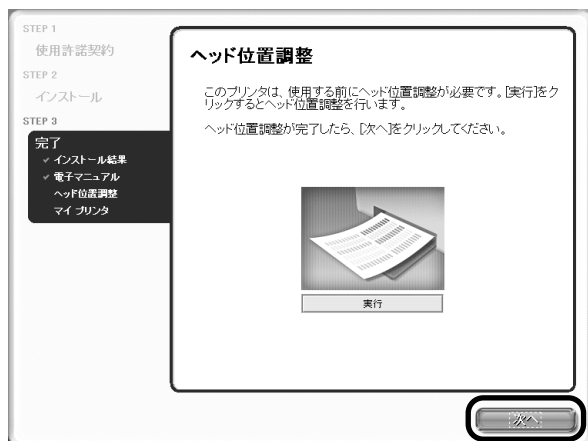 STEP 1
使用許諾契約
STEP 2
インストール
STEP 3
完了
✓ インストール結果
✓ 電子マニュアル
ヘッド位置調整
マイ プリンタ
ヘッド位置調整
このプリンタは、使用する前にヘッド位置調整が必要です。[実行]をク
リックするとヘッド位置調整を行います。
ヘッド位置調整が完了したら、[次へ]をクリックしてください。
実行
次へ